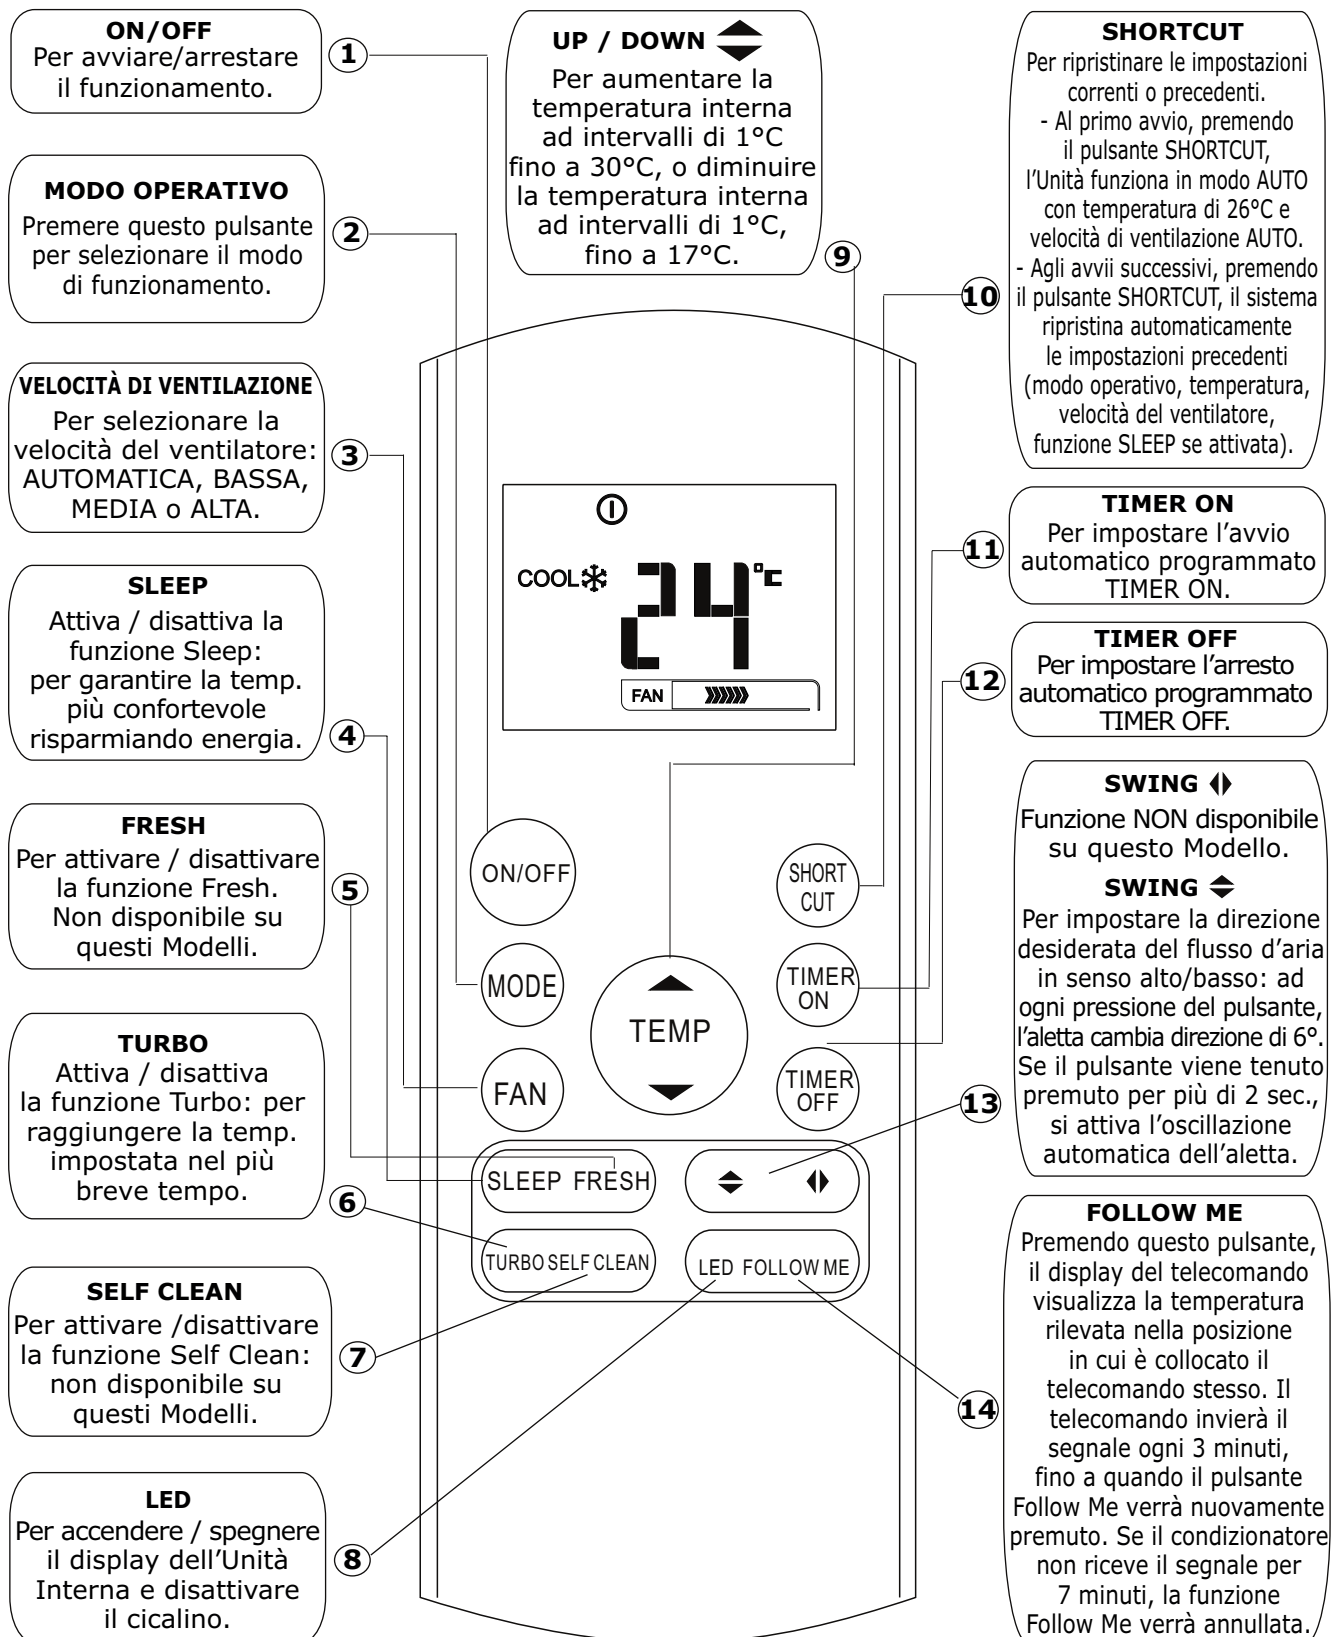 ON/OFF
Per avviare/arrestare
il funzionamento.
1
MODO OPERATIVO
Premere questo pulsante
per selezionare il modo
di funzionamento.
2
VELOCITÀ DI VENTILAZIONE
Per selezionare la
velocità del ventilatore:
AUTOMATICA, BASSA,
MEDIA o ALTA.
3
SLEEP
Attiva / disattiva la
funzione Sleep:
per garantire la temp.
più confortevole
risparmiando energia.
4
FRESH
Per attivare / disattivare
la funzione Fresh.
Non disponibile su
questi Modelli.
5
TURBO
Attiva / disattiva
la funzione Turbo: per
raggiungere la temp.
impostata nel più
breve tempo.
6
SELF CLEAN
Per attivare /disattivare
la funzione Self Clean:
non disponibile su
questi Modelli.
7
LED
Per accendere / spegnere
il display dell'Unità
Interna e disattivare
il cicalino.
8
UP / DOWN
Per aumentare la
temperatura interna
ad intervalli di 1°C
fino a 30°C, o diminuire
la temperatura interna
ad intervalli di 1°C,
fino a 17°C.
9
COOL 24°C
FAN
ON/OFF
SHORT
CUT
MODE
TEMP
TIMER
ON
FAN
TIMER
OFF
SLEEP FRESH
TURBO SELF CLEAN
LED FOLLOW ME
SHORTCUT
Per ripristinare le impostazioni
correnti o precedenti.
- Al primo avvio, premendo
il pulsante SHORTCUT,
l'Unità funziona in modo AUTO
con temperatura di 26°C e
velocità di ventilazione AUTO.
- Agli avvii successivi, premendo
il pulsante SHORTCUT, il sistema
ripristina automaticamente
le impostazioni precedenti
(modo operativo, temperatura,
velocità del ventilatore,
funzione SLEEP se attivata).
10
TIMER ON
Per impostare l'avvio
automatico programmato
TIMER ON.
11
TIMER OFF
Per impostare l'arresto
automatico programmato
TIMER OFF.
12
SWING
Funzione NON disponibile
su questo Modello.
SWING
Per impostare la direzione
desiderata del flusso d'aria
in senso alto/basso: ad
ogni pressione del pulsante,
l'aletta cambia direzione di 6°.
Se il pulsante viene tenuto
premuto per più di 2 sec.,
si attiva l'oscillazione
automatica dell'aletta.
13
FOLLOW ME
Premendo questo pulsante,
il display del telecomando
visualizza la temperatura
rilevata nella posizione
in cui è collocato il
telecomando stesso. Il
telecomando invierà il
segnale ogni 3 minuti,
fino a quando il pulsante
Follow Me verrà nuovamente
premuto. Se il condizionatore
non riceve il segnale per
7 minuti, la funzione
Follow Me verrà annullata.
14